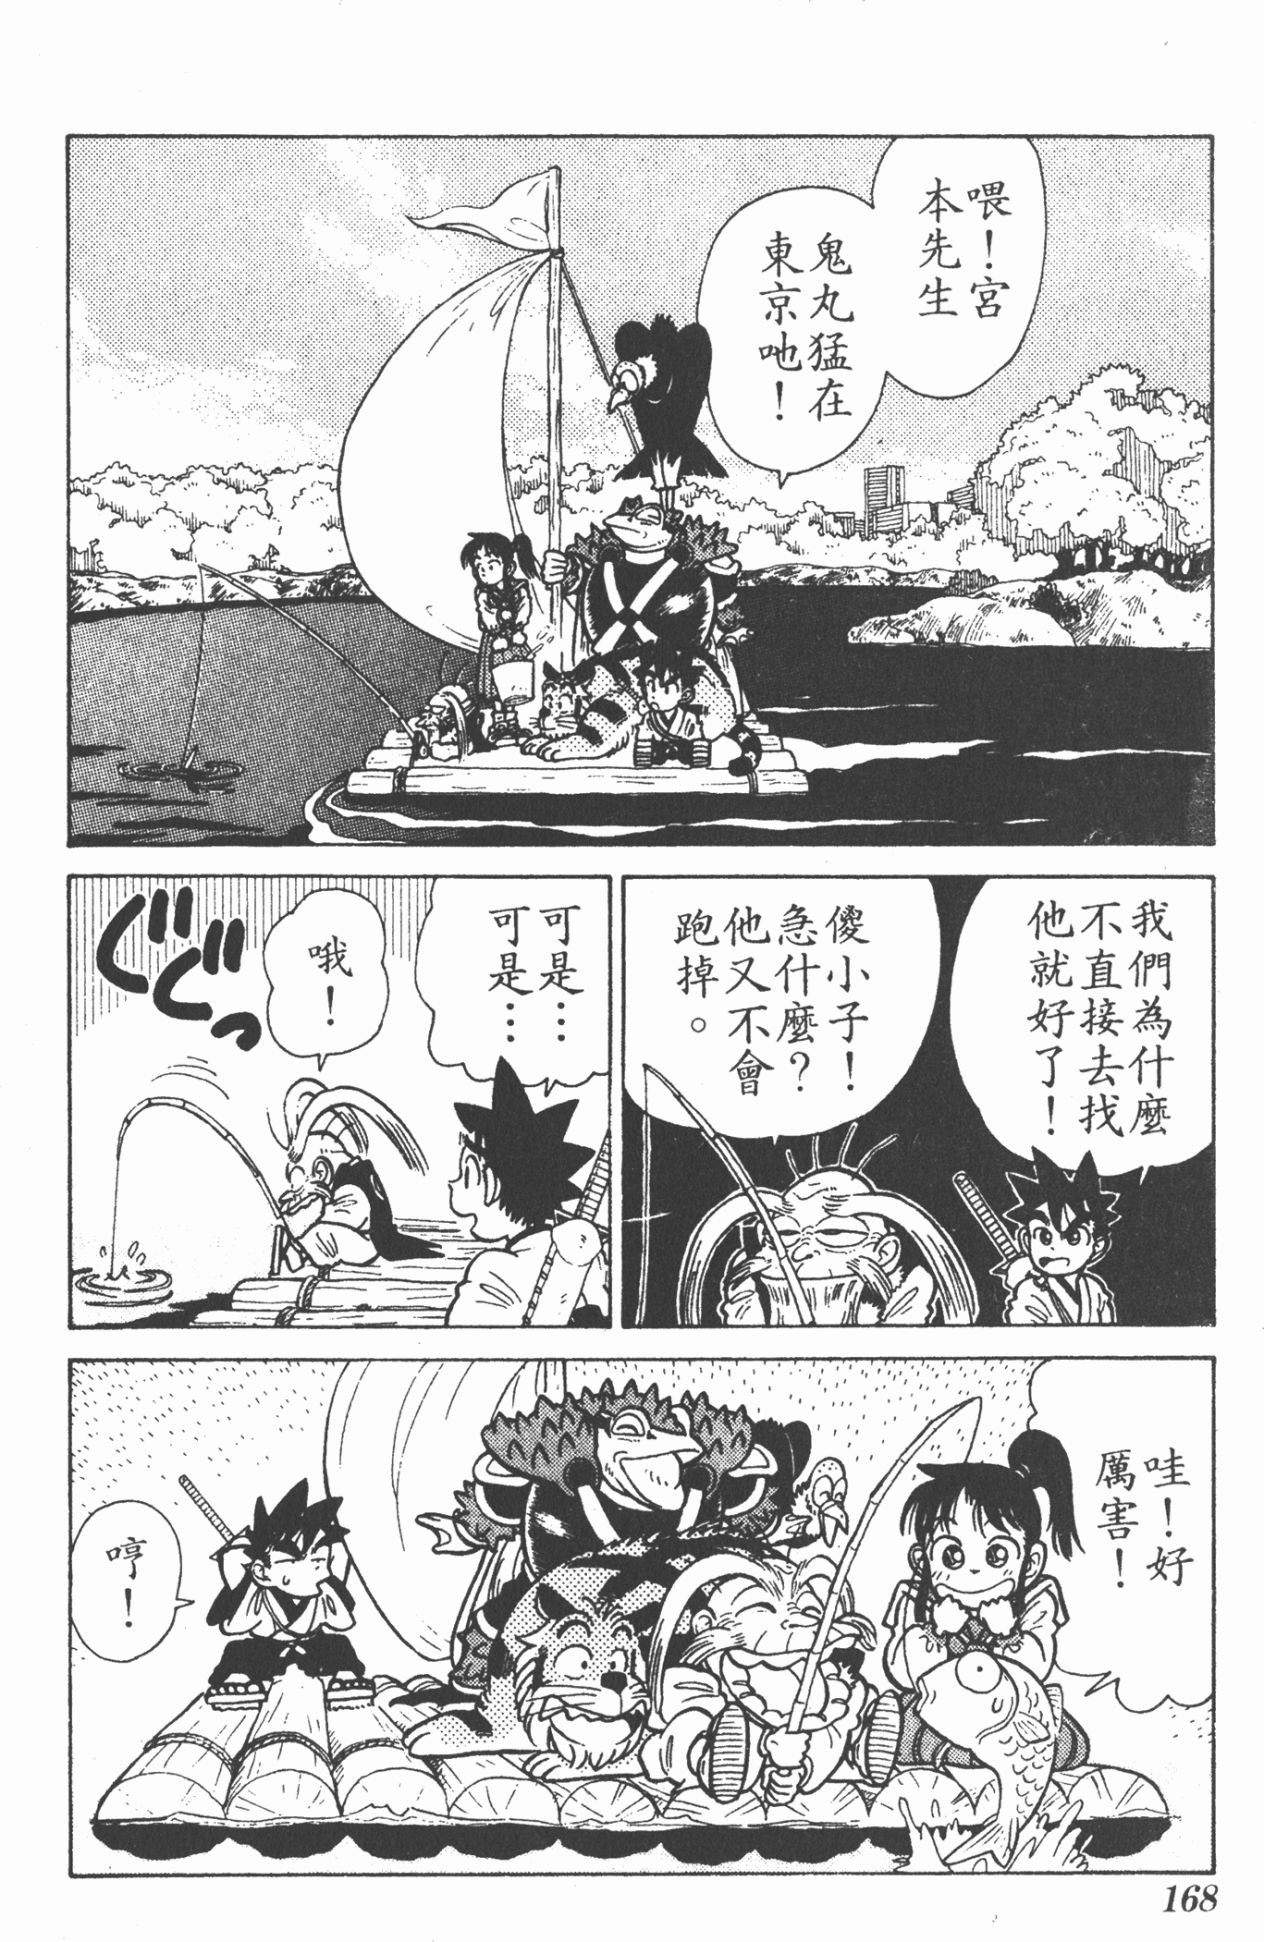 喂！宮
本先生
鬼丸猛在
東京吔！
我們為什麼
不直接去找
他就好了！
傻小子！
急什麼？
他又不會
跑掉。
可是⋯
可是⋯
哦！
ぐぐっ
哇！好
厲害！
哼！
168